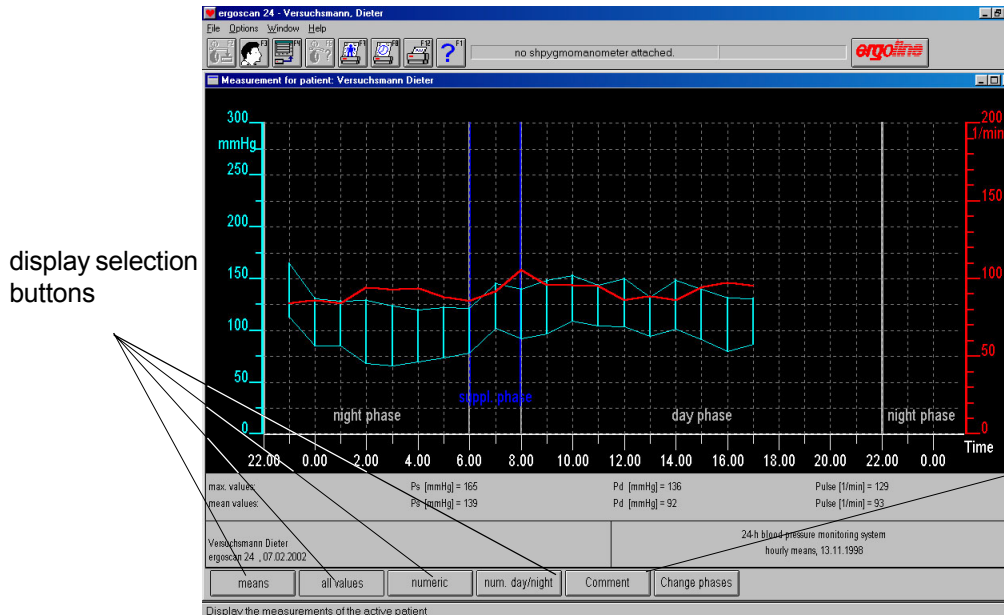 ergoscan 24 - Versuchsmann, Dieter
File Options Window Help
F3 F4 F7 F8 F12 F1
no shpygmomanometer attached.
ergoline
Measurement for patient: Versuchsmann Dieter
300
mmHg
250
200
150
100
50
0
200
1/min
150
100
50
0
display selection
buttons
suppl. phase
night phase
day phase
night phase
Time
22.00 0.00 2.00 4.00 6.00 8.00 10.00 12.00 14.00 16.00 18.00 20.00 22.00 0.00
max. values: Ps [mmHg] = 165 Pd [mmHg] = 136 Pulse [1/min] = 129
mean values: Ps [mmHg] = 139 Pd [mmHg] = 92 Pulse [1/min] = 93
Versuchsmann Dieter
ergoscan 24 , 07.02.2002
24-h blood pressure monitoring system
hourly means, 13.11.1998
means all values numeric num. day/night Comment Change phases
Display the measurements of the active patient